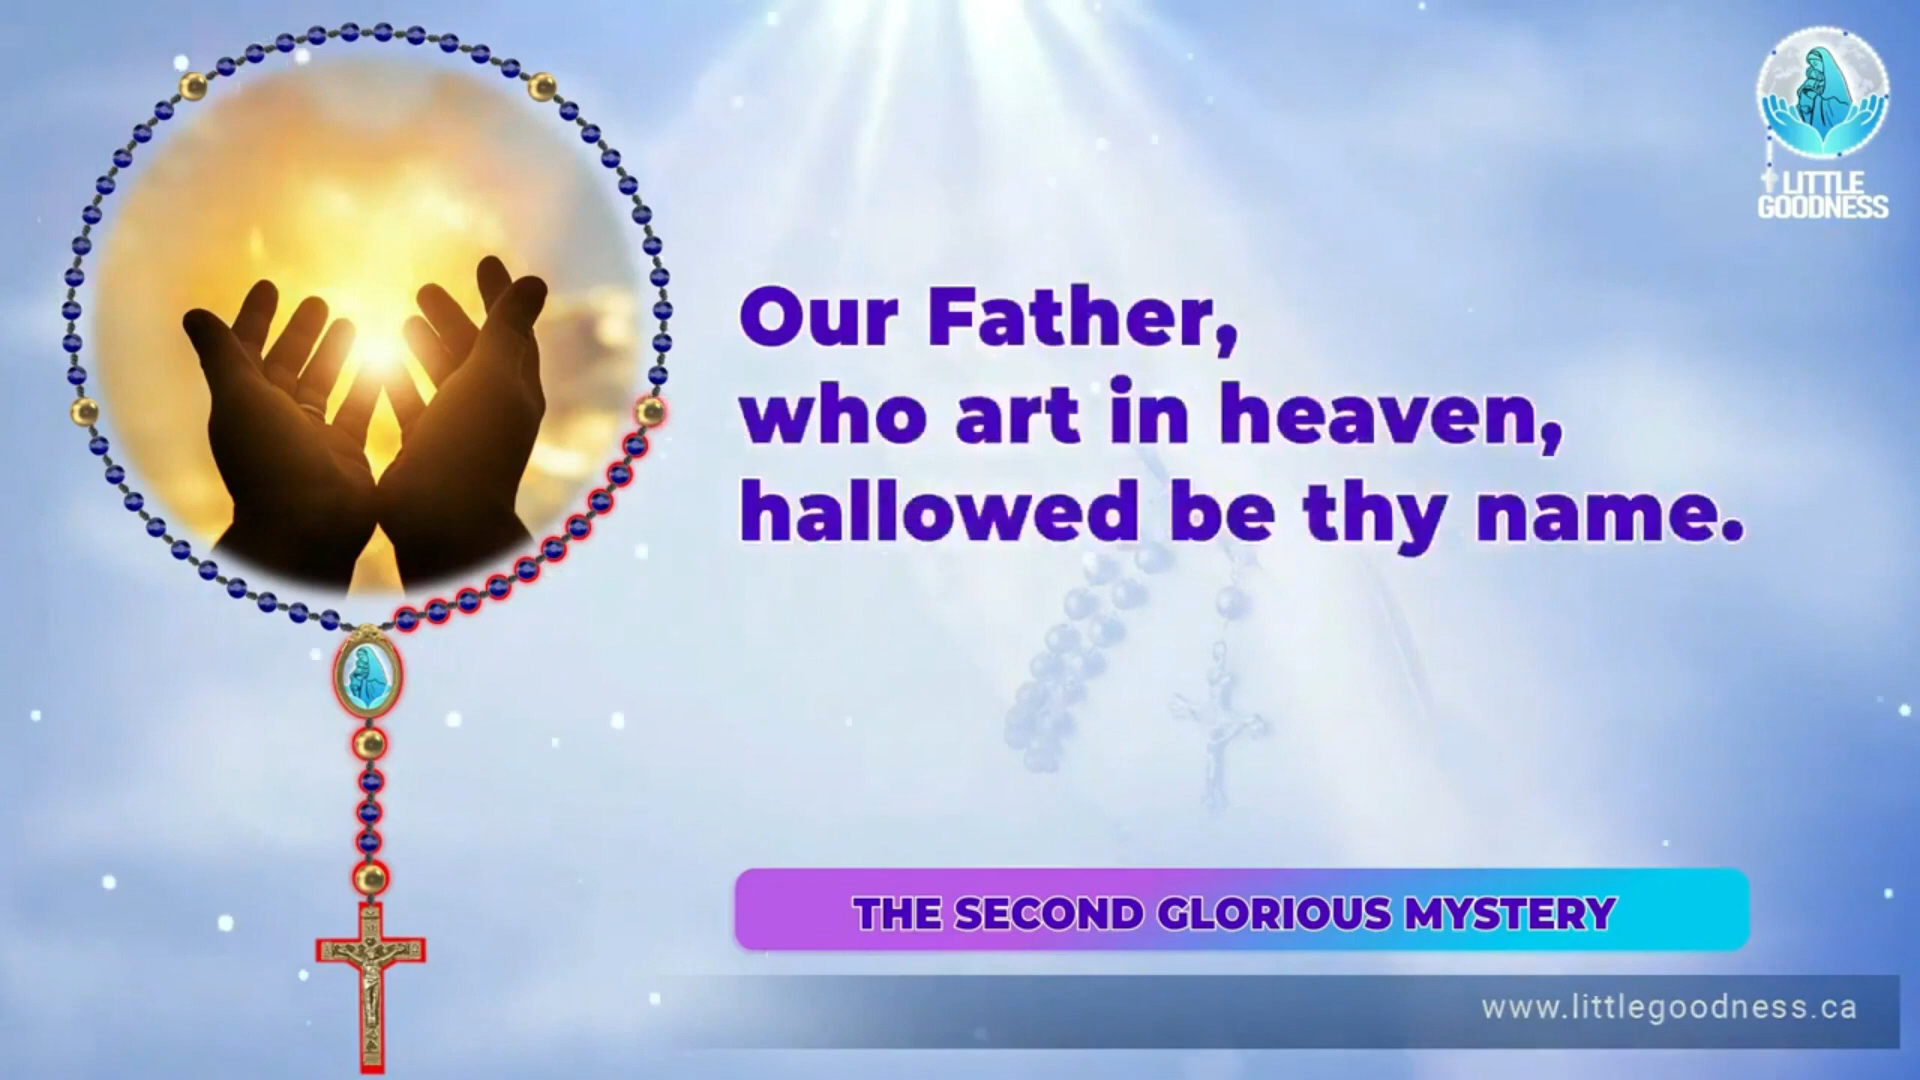 LITTLE
GOODNESS
Our Father,
who art in heaven,
hallowed be thy name.
THE SECOND GLORIOUS MYSTERY
www.littlegoodness.ca